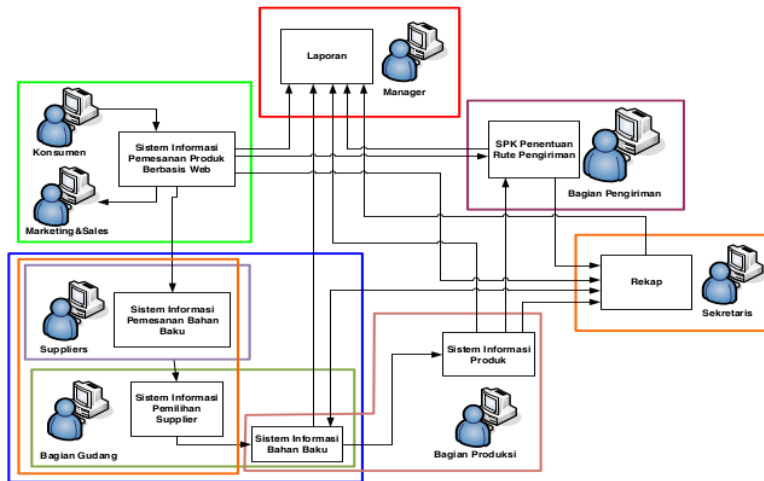 Laporan
Manager
Konsumen
Sistem Informasi
Pemesanan Produk
Berbasis Web
Marketing&Sales
SPK Penentuan
Rute Pengiriman
Bagian Pengiriman
Rekap
Sekretaris
Suppliers
Sistem Informasi
Pemesanan Bahan
Baku
Sistem Informasi
Produk
Bagian Gudang
Sistem Informasi
Pemilihan
Supplier
Sistem Informasi
Bahan Baku
Bagian Produksi